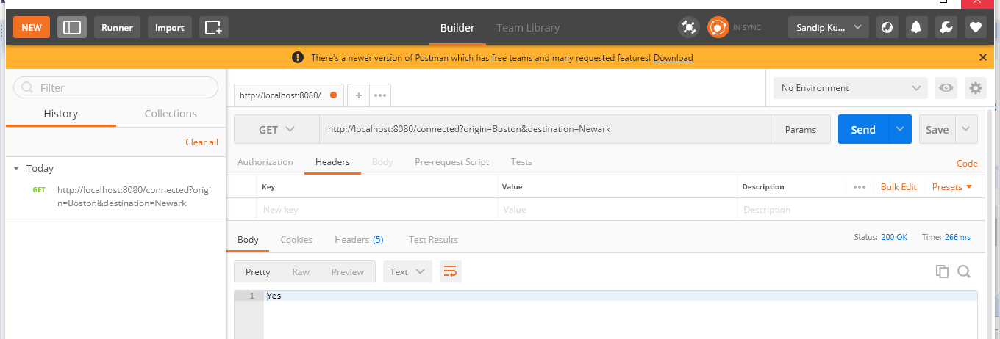 NEW Runner Import Builder Team Library IN SYNC Sandip Ku...
There's a newer version of Postman which has free teams and many requested features! Download
Filter
History Collections
Clear all
Today
GET http://localhost:8080/connected?origi
n=Boston&destination=Newark
http://localhost:8080/ + ••• No Environment
GET http://localhost:8080/connected?origin=Boston&destination=Newark Params Send Save
Authorization Headers Body Pre-request Script Tests Code
Key Value Description ••• Bulk Edit Presets
New key Value Description
Body Cookies Headers (5) Test Results Status: 200 OK Time: 266 ms
Pretty Raw Preview Text
1 Yes